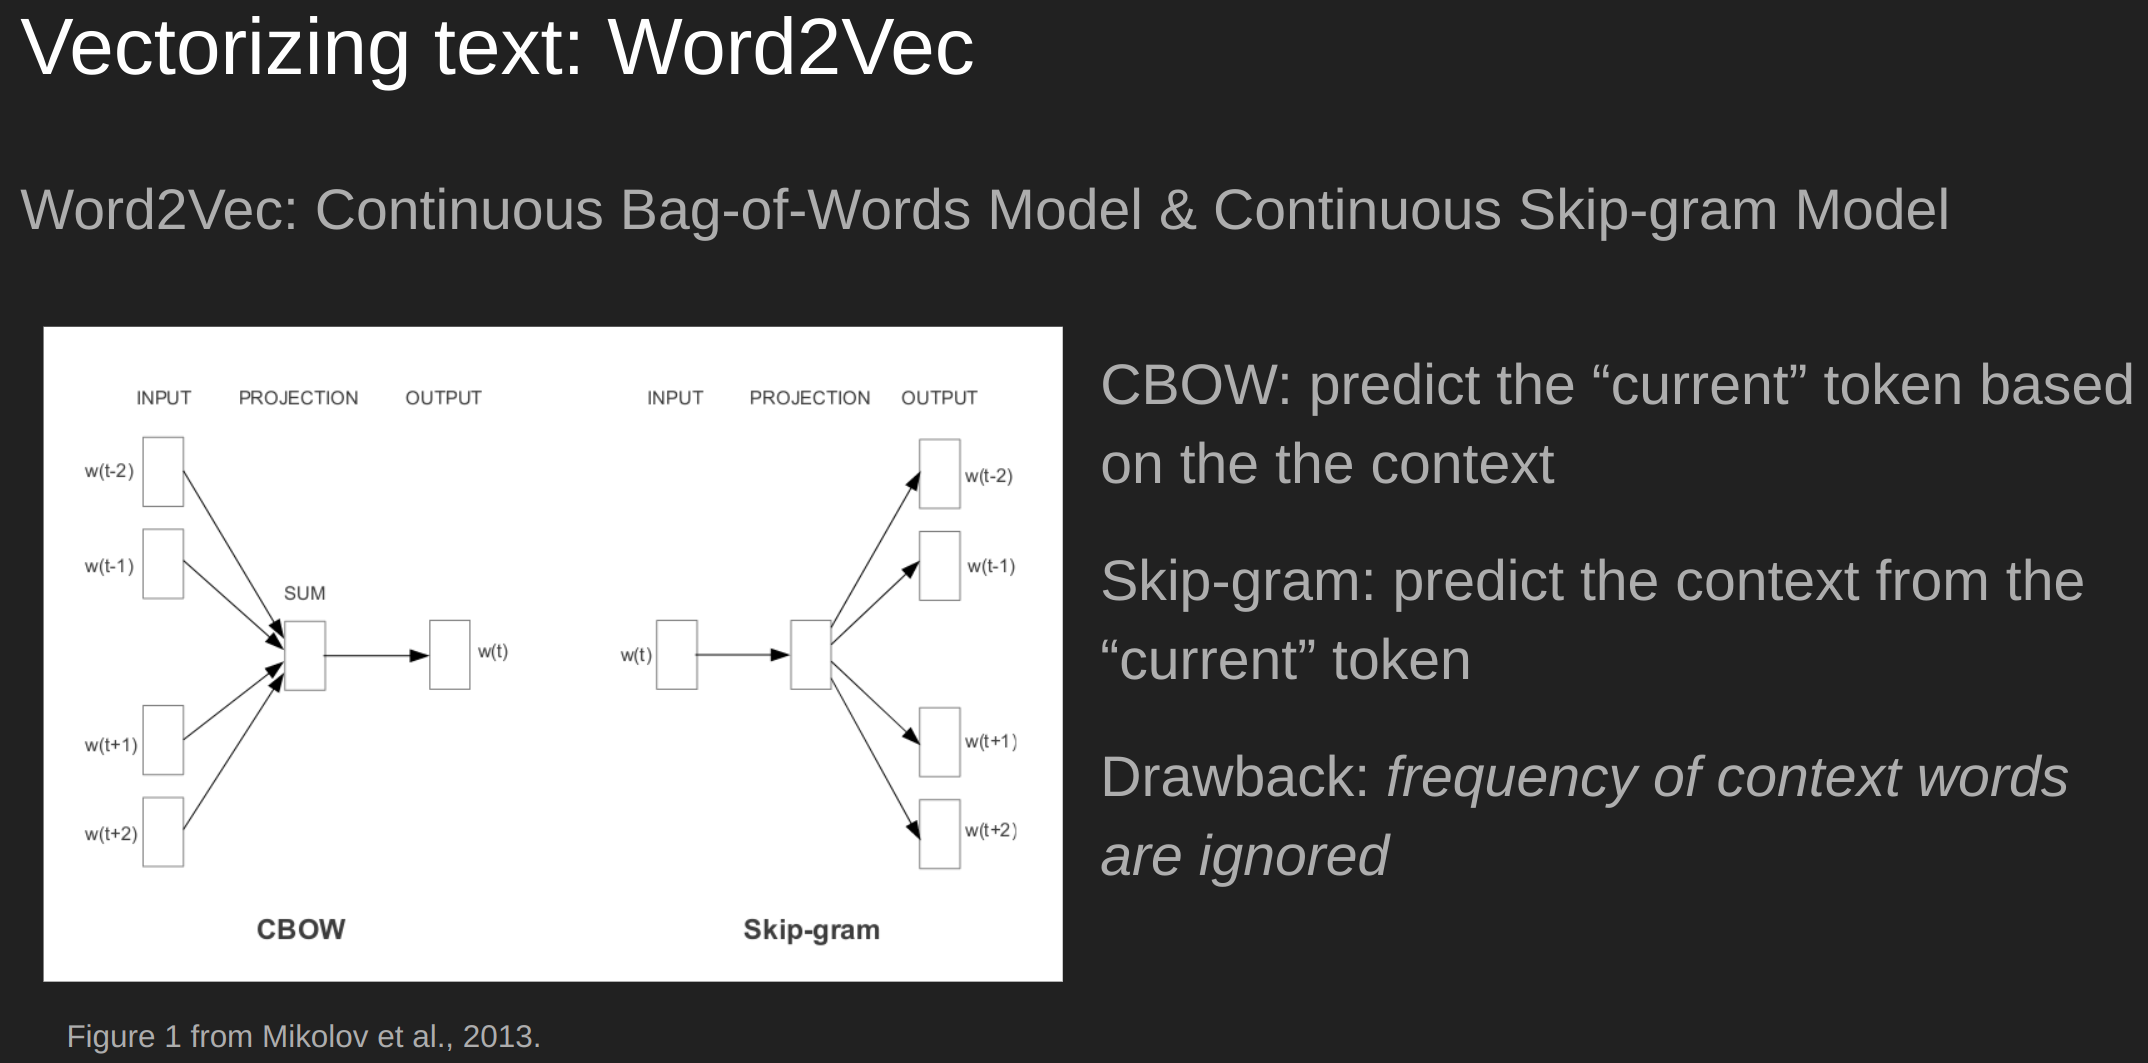 Vectorizing text: Word2Vec
Word2Vec: Continuous Bag-of-Words Model & Continuous Skip-gram Model
INPUT PROJECTION OUTPUT
w(t-2)
w(t-1)
SUM
w(t)
w(t+1)
w(t+2)
CBOW
INPUT PROJECTION OUTPUT
w(t-2)
w(t-1)
w(t)
w(t+1)
w(t+2)
Skip-gram
Figure 1 from Mikolov et al., 2013.
CBOW: predict the “current” token based
on the the context
Skip-gram: predict the context from the
“current” token
Drawback: frequency of context words
are ignored